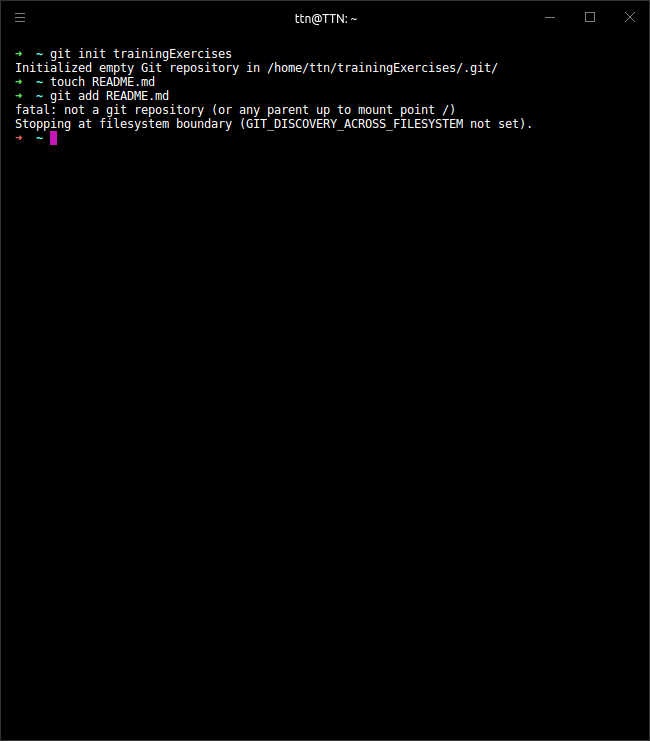 ttn@TTN: ~
➜  ~ git init trainingExercises
Initialized empty Git repository in /home/ttn/trainingExercises/.git/
➜  ~ touch README.md
➜  ~ git add README.md
fatal: not a git repository (or any parent up to mount point /)
Stopping at filesystem boundary (GIT_DISCOVERY_ACROSS_FILESYSTEM not set).
➜  ~